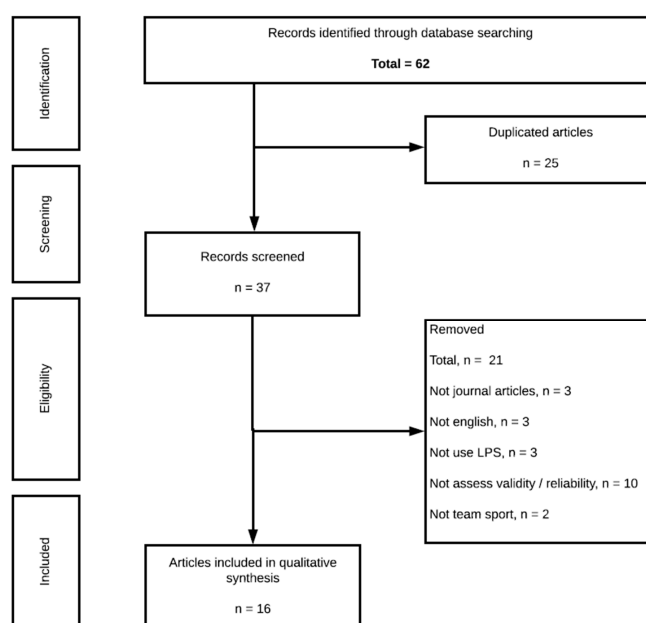 Identification
Records identified through database searching
Total = 62
Duplicated articles
n = 25
Screening
Records screened
n = 37
Eligibility
Removed
Total, n =  21
Not journal articles, n = 3
Not english, n = 3
Not use LPS, n = 3
Not assess validity / reliability, n = 10
Not team sport, n = 2
Included
Articles included in qualitative
synthesis
n = 16